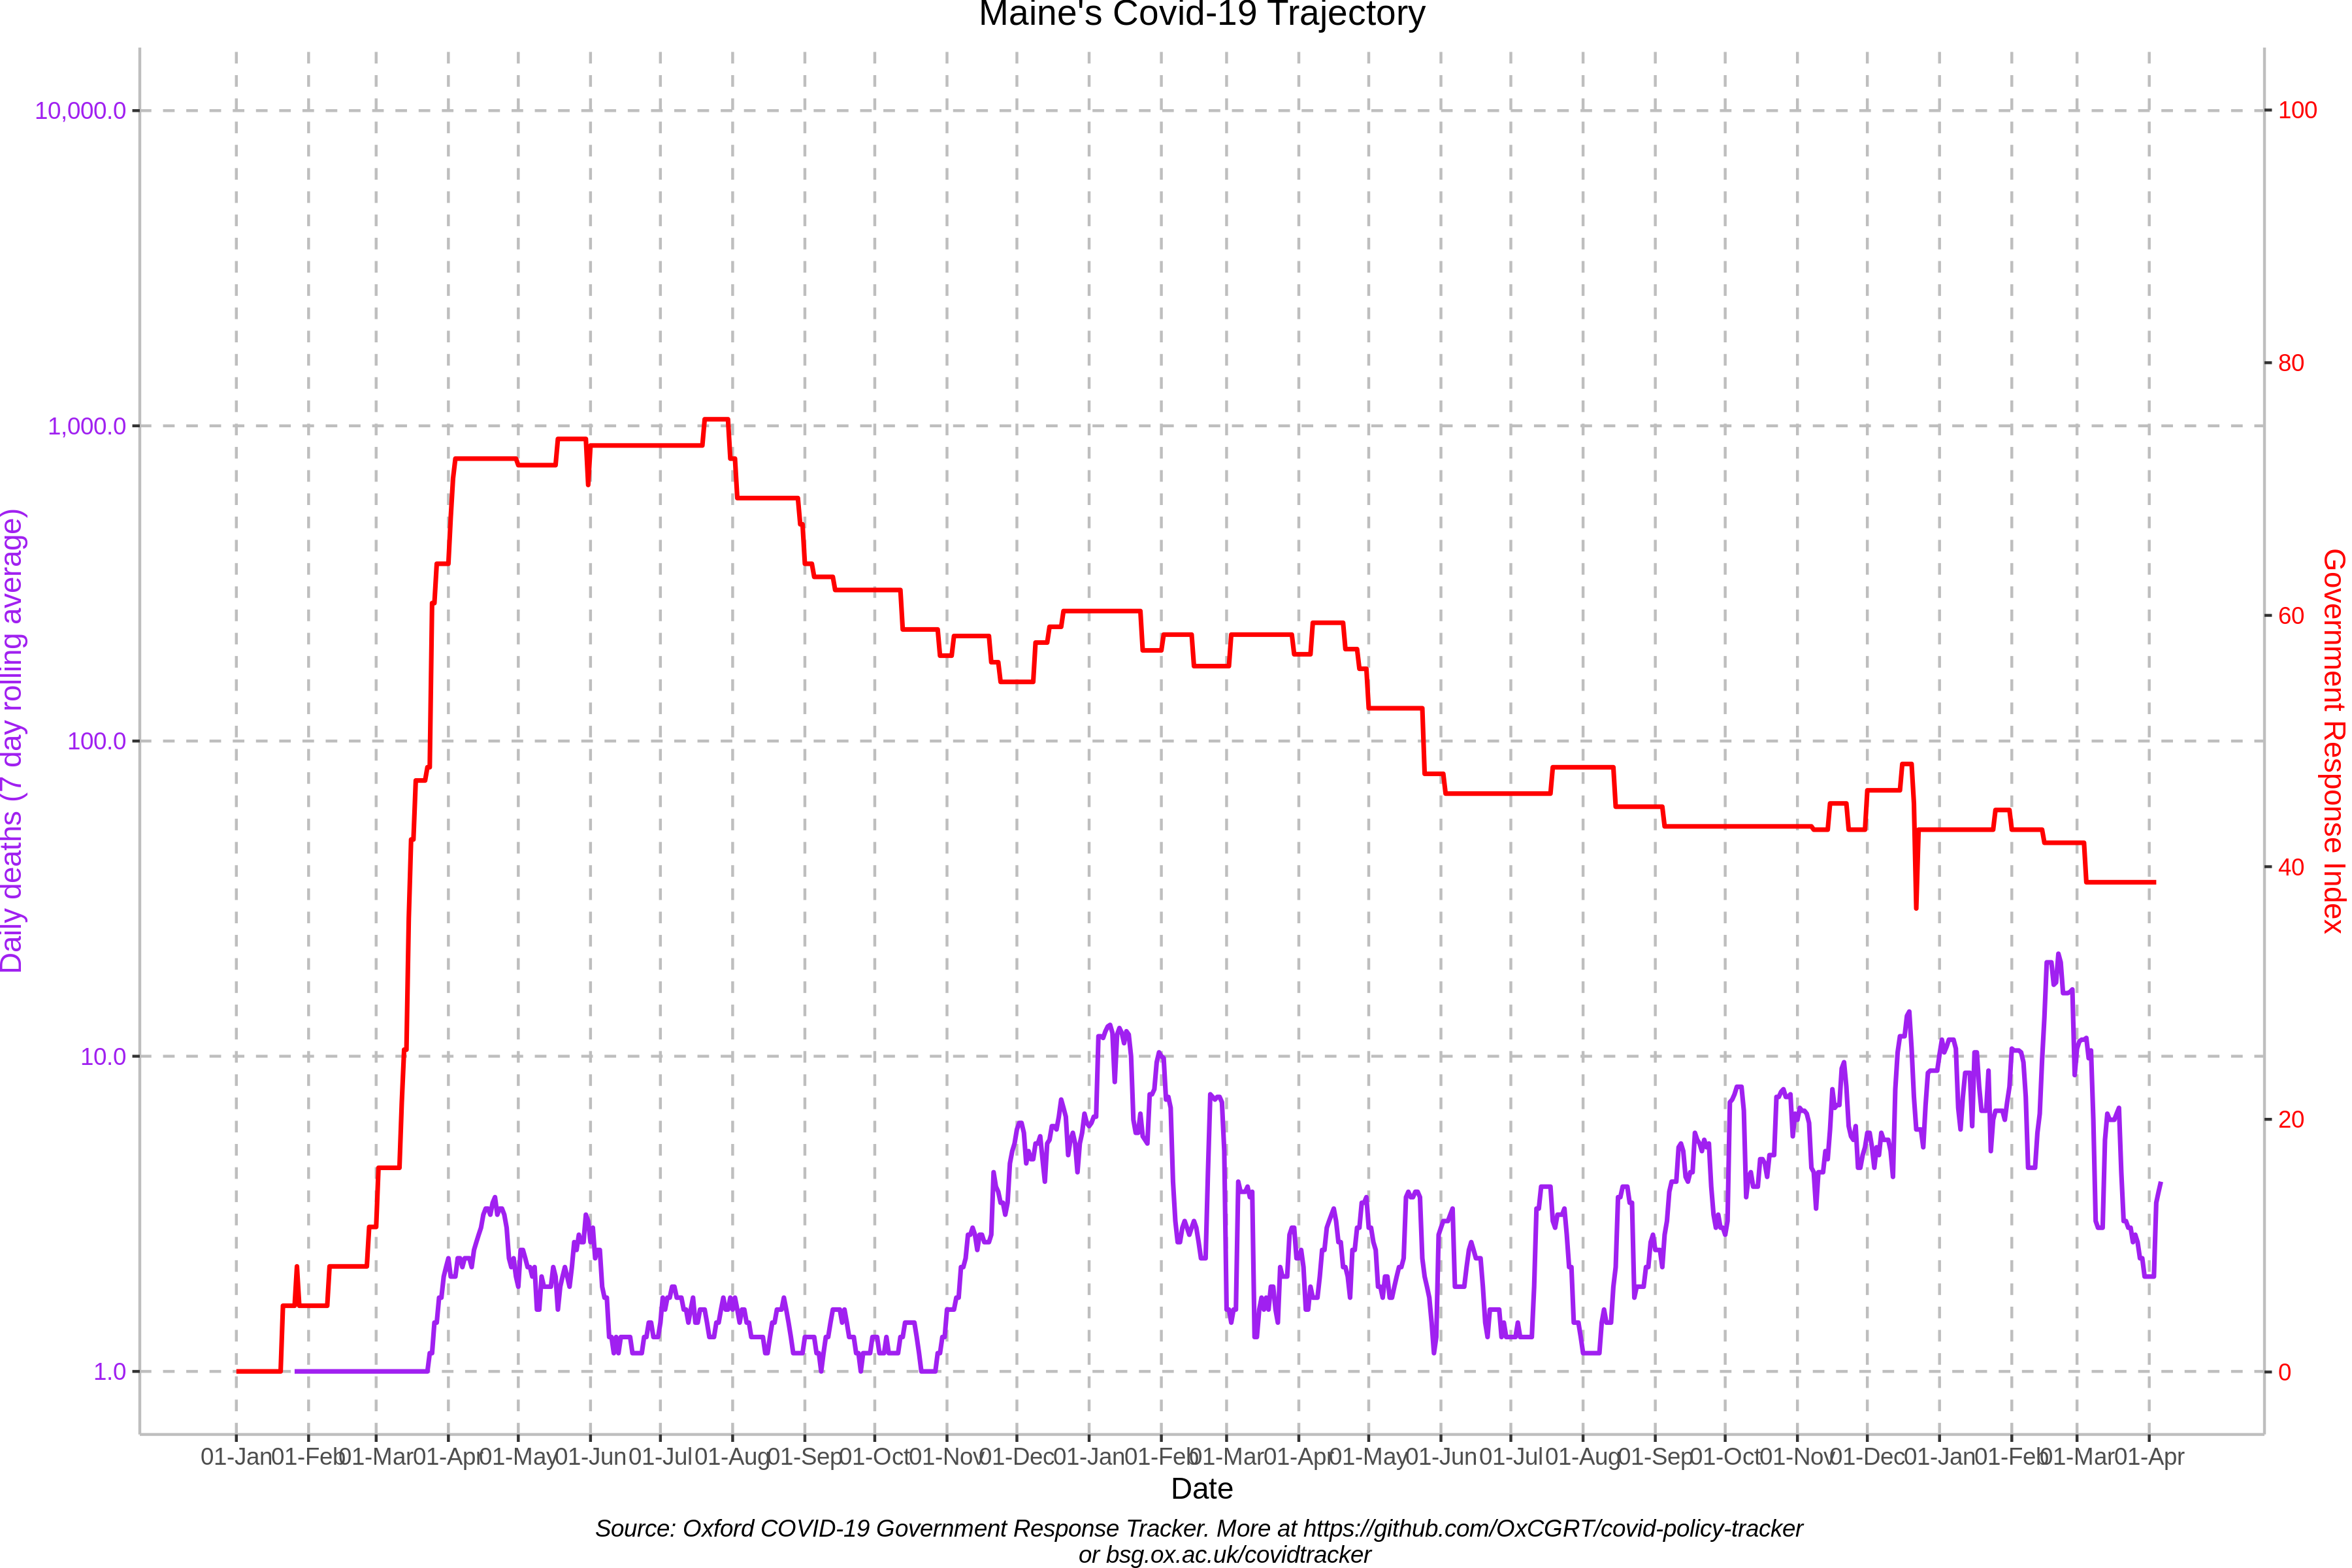 Maine's Covid-19 Trajectory
10,000.0
1,000.0
100.0
10.0
1.0
Daily deaths (7 day rolling average)
100
80
60
40
20
0
Government Response Index
01-Jan 01-Feb 01-Mar 01-Apr 01-May 01-Jun 01-Jul 01-Aug 01-Sep 01-Oct 01-Nov 01-Dec 01-Jan 01-Feb 01-Mar 01-Apr 01-May 01-Jun 01-Jul 01-Aug 01-Sep 01-Oct 01-Nov 01-Dec 01-Jan 01-Feb 01-Mar 01-Apr
Date
Source: Oxford COVID-19 Government Response Tracker. More at https://github.com/OxCGRT/covid-policy-tracker
or bsg.ox.ac.uk/covidtracker